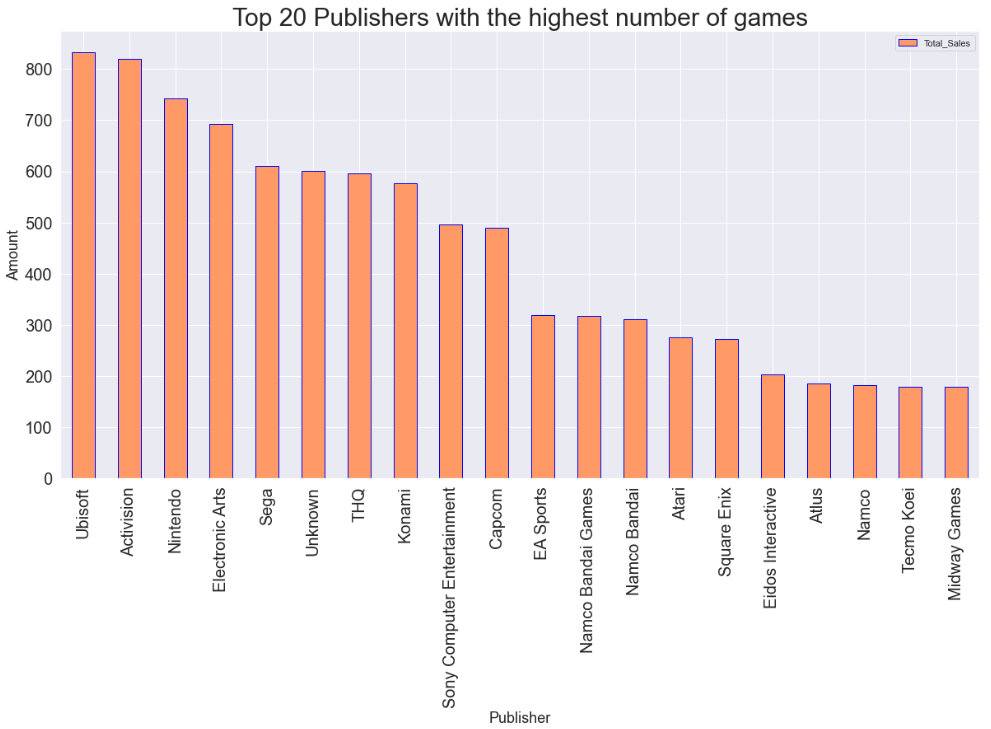 Top 20 Publishers with the highest number of games
Total_Sales
Amount
800
700
600
500
400
300
200
100
0
Ubisoft
Activision
Nintendo
Electronic Arts
Sega
Unknown
THQ
Konami
Sony Computer Entertainment
Capcom
EA Sports
Namco Bandai Games
Namco Bandai
Atari
Square Enix
Eidos Interactive
Atlus
Namco
Tecmo Koei
Midway Games
Publisher